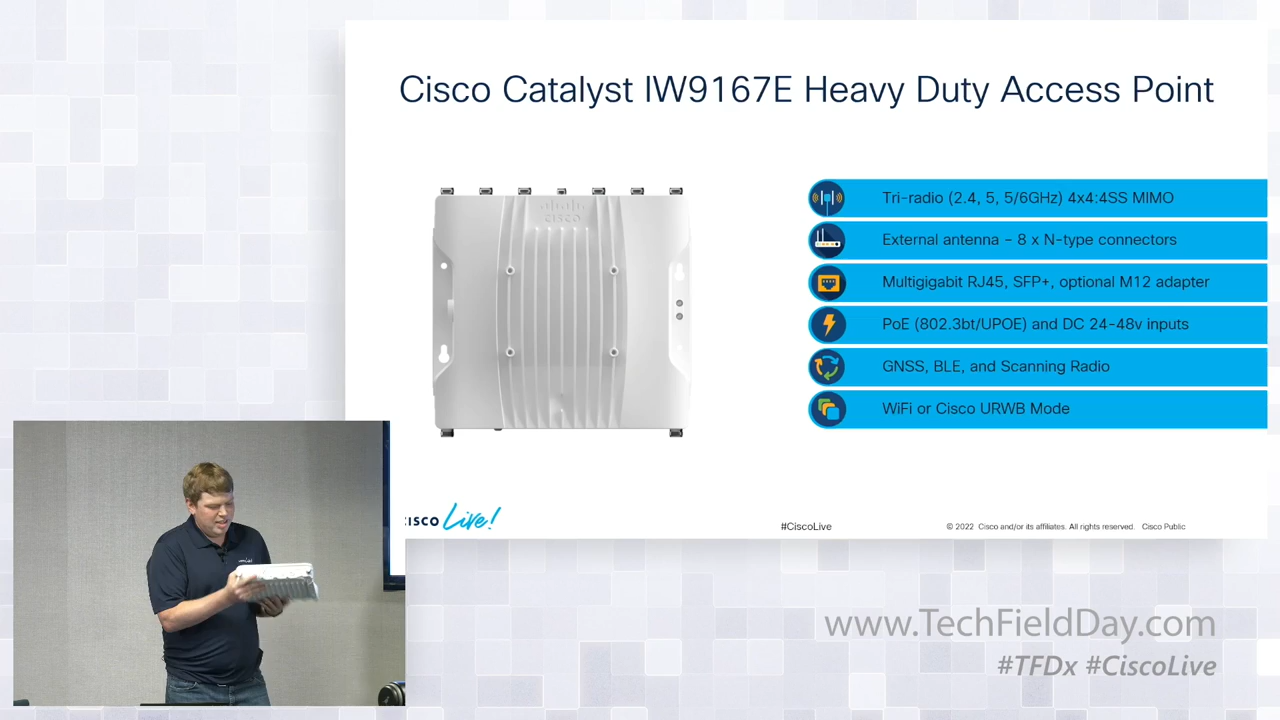 Cisco Catalyst IW9167E Heavy Duty Access Point
CISCO
Tri-radio (2.4, 5, 5/6GHz) 4x4:4SS MIMO
External antenna – 8 x N-type connectors
Multigigabit RJ45, SFP+, optional M12 adapter
PoE (802.3bt/UPOE) and DC 24-48v inputs
GNSS, BLE, and Scanning Radio
WiFi or Cisco URWB Mode
CISCO Live!
#CiscoLive
© 2022 Cisco and/or its affiliates. All rights reserved. Cisco Public
www.TechFieldDay.com
#TFDx #CiscoLive